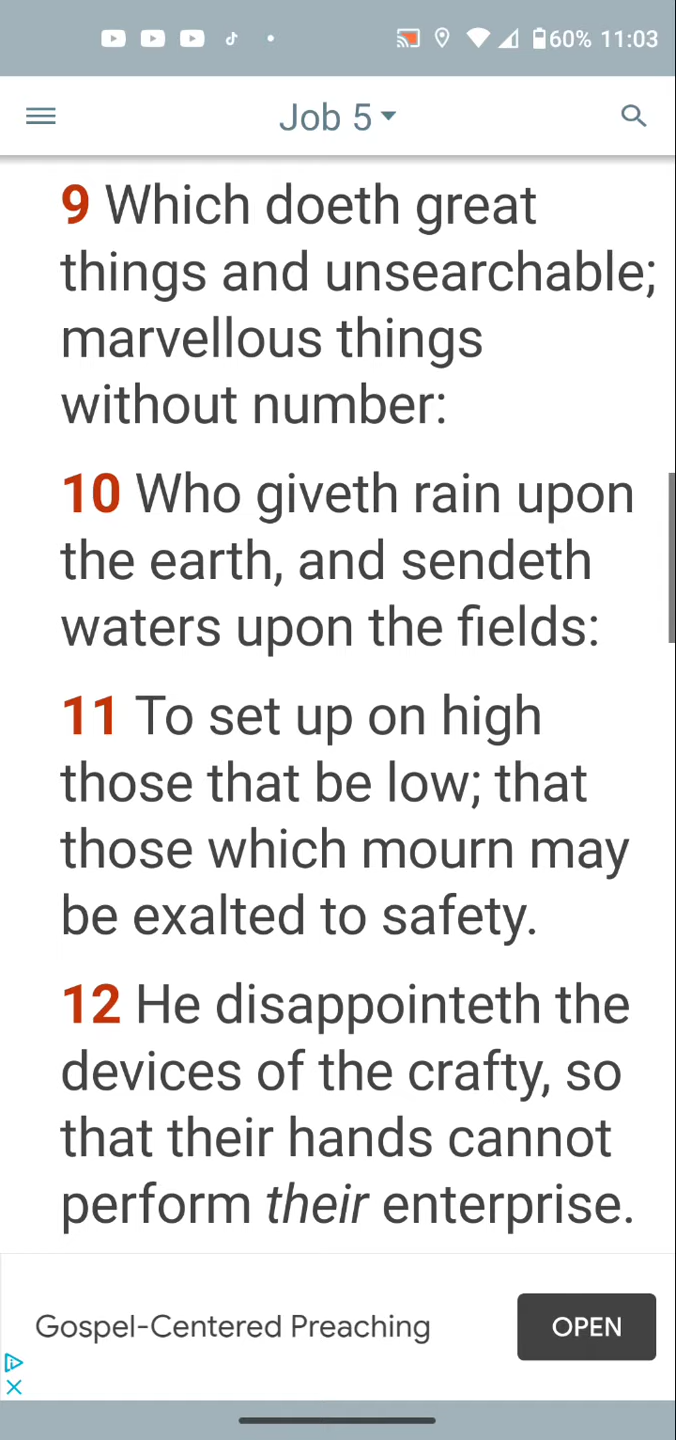 60% 11:03
Job 5
9 Which doeth great
things and unsearchable;
marvellous things
without number:
10 Who giveth rain upon
the earth, and sendeth
waters upon the fields:
11 To set up on high
those that be low; that
those which mourn may
be exalted to safety.
12 He disappointeth the
devices of the crafty, so
that their hands cannot
perform their enterprise.
Gospel-Centered Preaching
OPEN